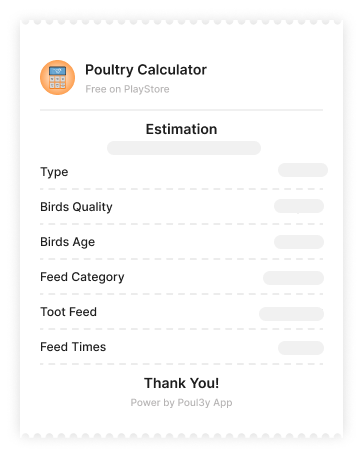 Poultry Calculator
Free on PlayStore
Estimation
Type
Birds Quality
Birds Age
Feed Category
Toot Feed
Feed Times
Thank You!
Power by Poul3y App